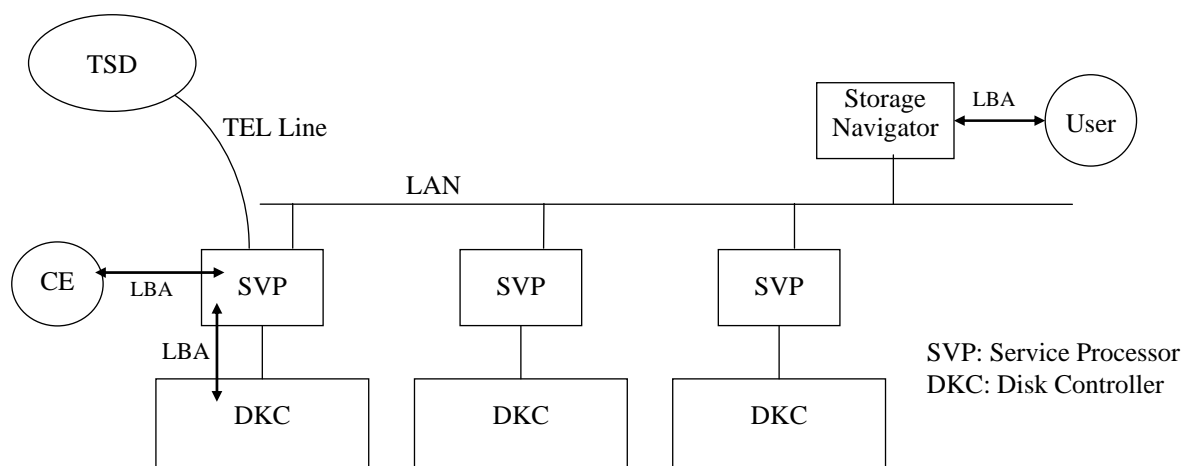 TSD
TEL Line
Storage
Navigator
LBA
User
LAN
CE
LBA
SVP
SVP
SVP
LBA
DKC
DKC
DKC
SVP: Service Processor
DKC: Disk Controller